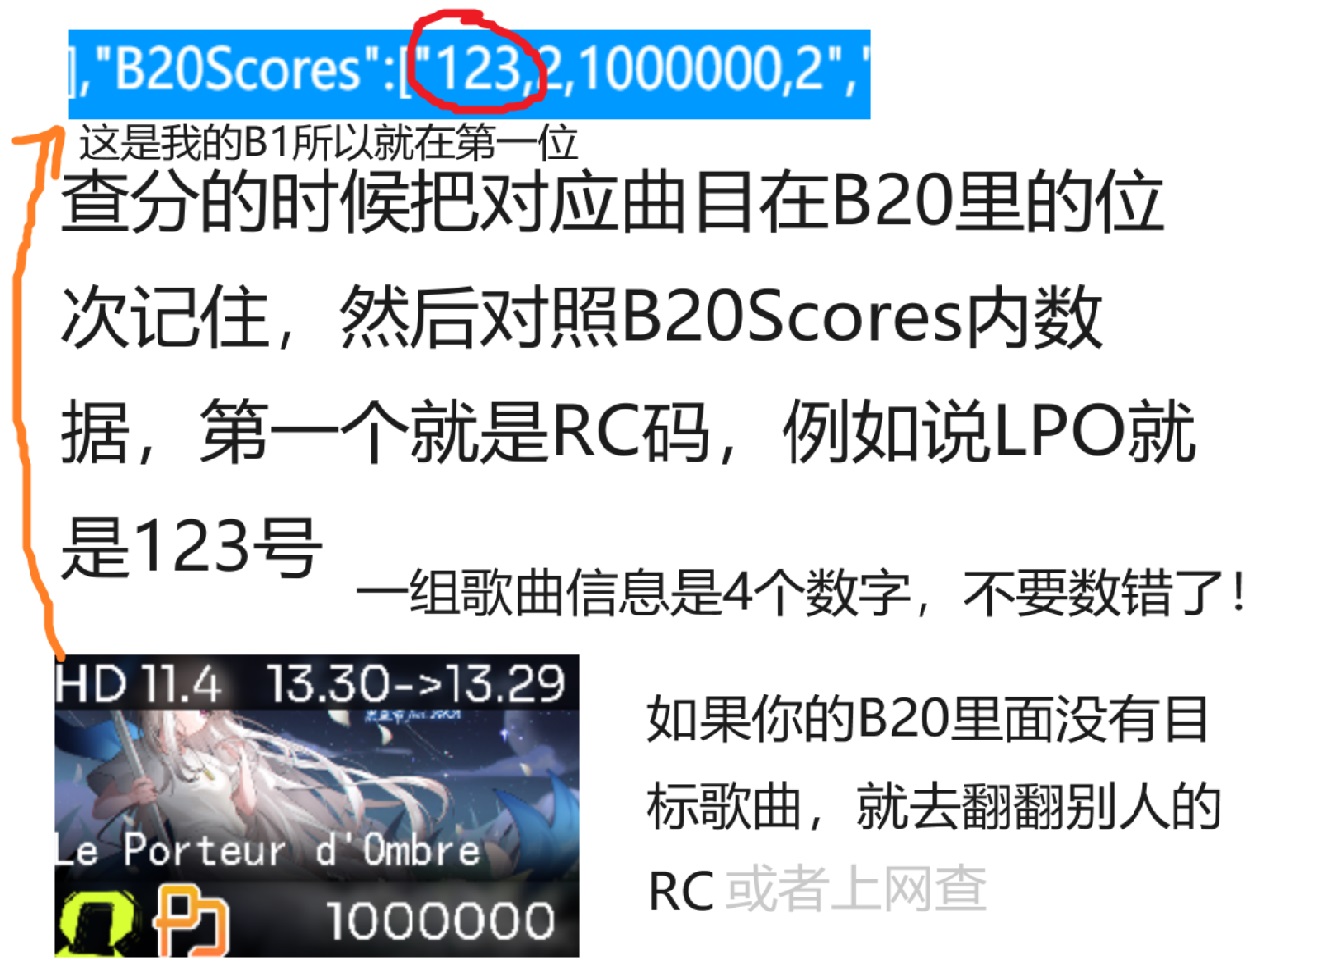 ],"B20Scores":["123,2,1000000,2","
这是我的B1所以就在第一位
查分的时候把对应曲目在B20里的位
次记住，然后对照B20Scores内数
据，第一个就是RC码，例如说LPO就
是123号
一组歌曲信息是4个数字，不要数错了！
HD 11.4 13.30->13.29
Le Porteur d'Ombre
1000000
如果你的B20里面没有目
标歌曲，就去翻翻别人的
RC 或者上网查